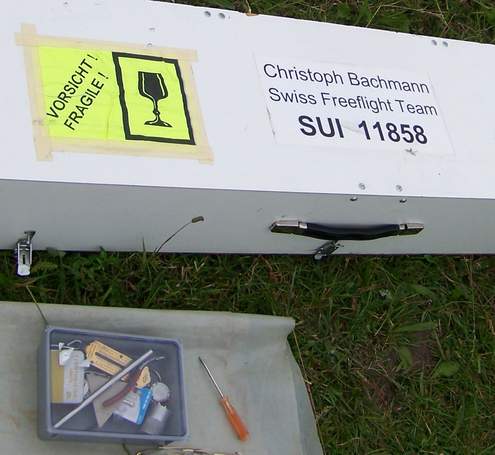 VORSICHT !
FRAGILE !
Christoph Bachmann
Swiss Freeflight Team
SUI 11858